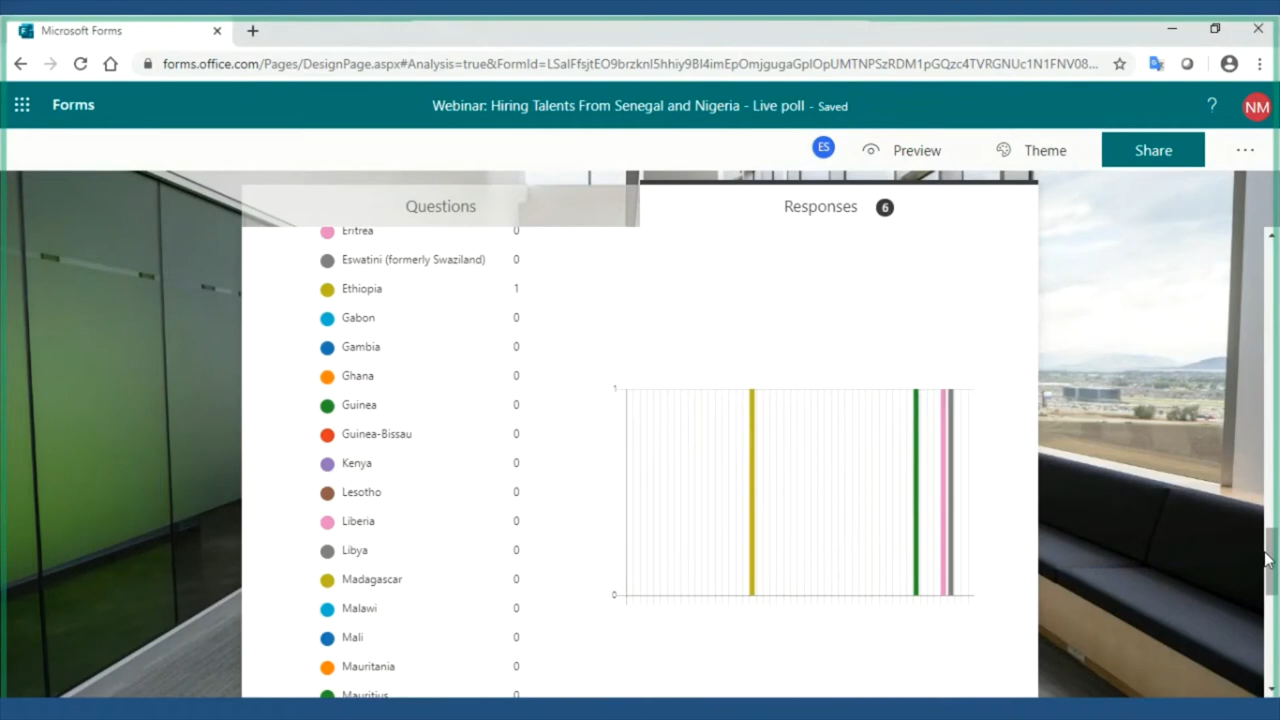 Microsoft Forms
forms.office.com/Pages/DesignPage.aspx#Analysis=true&FormId=LSaIFfsjtEO9brzknI5hhiy9Bl4imEpOmjgugaGpIOpUMTNPSzRDM1pGQzc4TVRGNUc1N1FNV08...
Forms
Webinar: Hiring Talents From Senegal and Nigeria - Live poll - Saved
?
NM
ES
Preview
Theme
Share
Questions
Responses 6
Eritrea 0
Eswatini (formerly Swaziland) 0
Ethiopia 1
Gabon 0
Gambia 0
Ghana 0
Guinea 0
Guinea-Bissau 0
Kenya 0
Lesotho 0
Liberia 0
Libya 0
Madagascar 0
Malawi 0
Mali 0
Mauritania 0
Mauritius 0
1
0